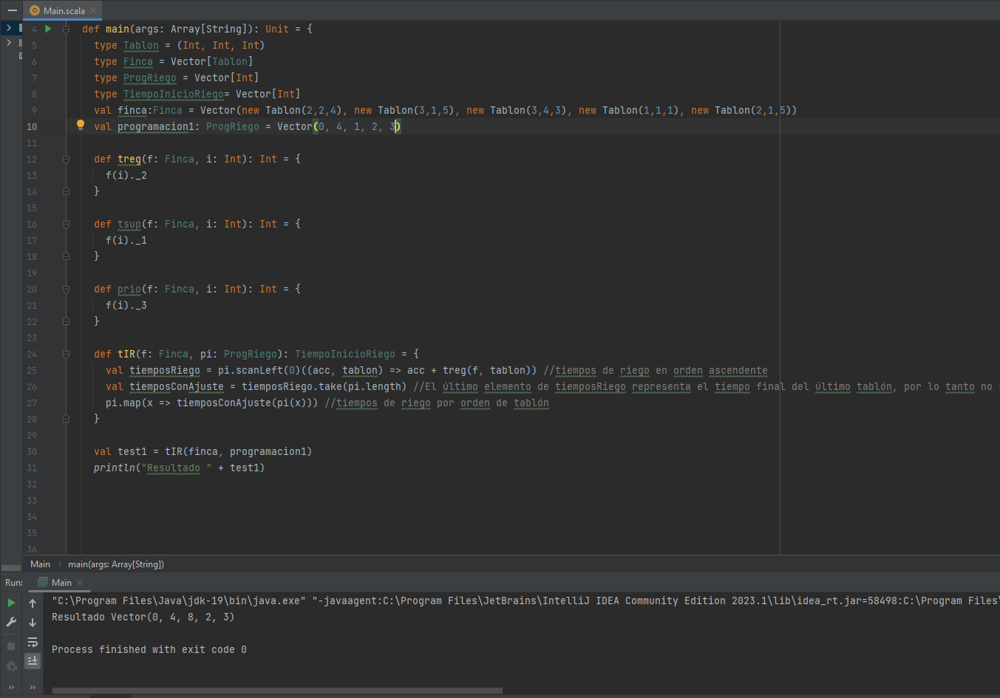 Main.scala
4 def main(args: Array[String]): Unit = {
5 type Tablon = (Int, Int, Int)
6 type Finca = Vector[Tablon]
7 type ProgRiego = Vector[Int]
8 type TiempoInicioRiego= Vector[Int]
9 val finca:Finca = Vector(new Tablon(2,2,4), new Tablon(3,1,5), new Tablon(3,4,3), new Tablon(1,1,1), new Tablon(2,1,5))
10 val programacion1: ProgRiego = Vector(0, 4, 1, 2, 3)
11
12 def treg(f: Finca, i: Int): Int = {
13 f(i)._2
14 }
15
16 def tsup(f: Finca, i: Int): Int = {
17 f(i)._1
18 }
19
20 def prio(f: Finca, i: Int): Int = {
21 f(i)._3
22 }
23
24 def tIR(f: Finca, pi: ProgRiego): TiempoInicioRiego = {
25 val tiemposRiego = pi.scanLeft(0)((acc, tablon) => acc + treg(f, tablon)) //tiempos de riego en orden ascendente
26 val tiemposConAjuste = tiemposRiego.take(pi.length) //El último elemento de tiemposRiego representa el tiempo final del último tablón, por lo tanto no
27 pi.map(x => tiemposConAjuste(pi(x))) //tiempos de riego por orden de tablón
28 }
29
30 val test1 = tIR(finca, programacion1)
31 println("Resultado " + test1)
32
33
34
35
36
Main › main(args: Array[String])
Run: Main
"C:\Program Files\Java\jdk-19\bin\java.exe" "-javaagent:C:\Program Files\JetBrains\IntelliJ IDEA Community Edition 2023.1\lib\idea_rt.jar=58498:C:\Program Files\
Resultado Vector(0, 4, 8, 2, 3)
Process finished with exit code 0